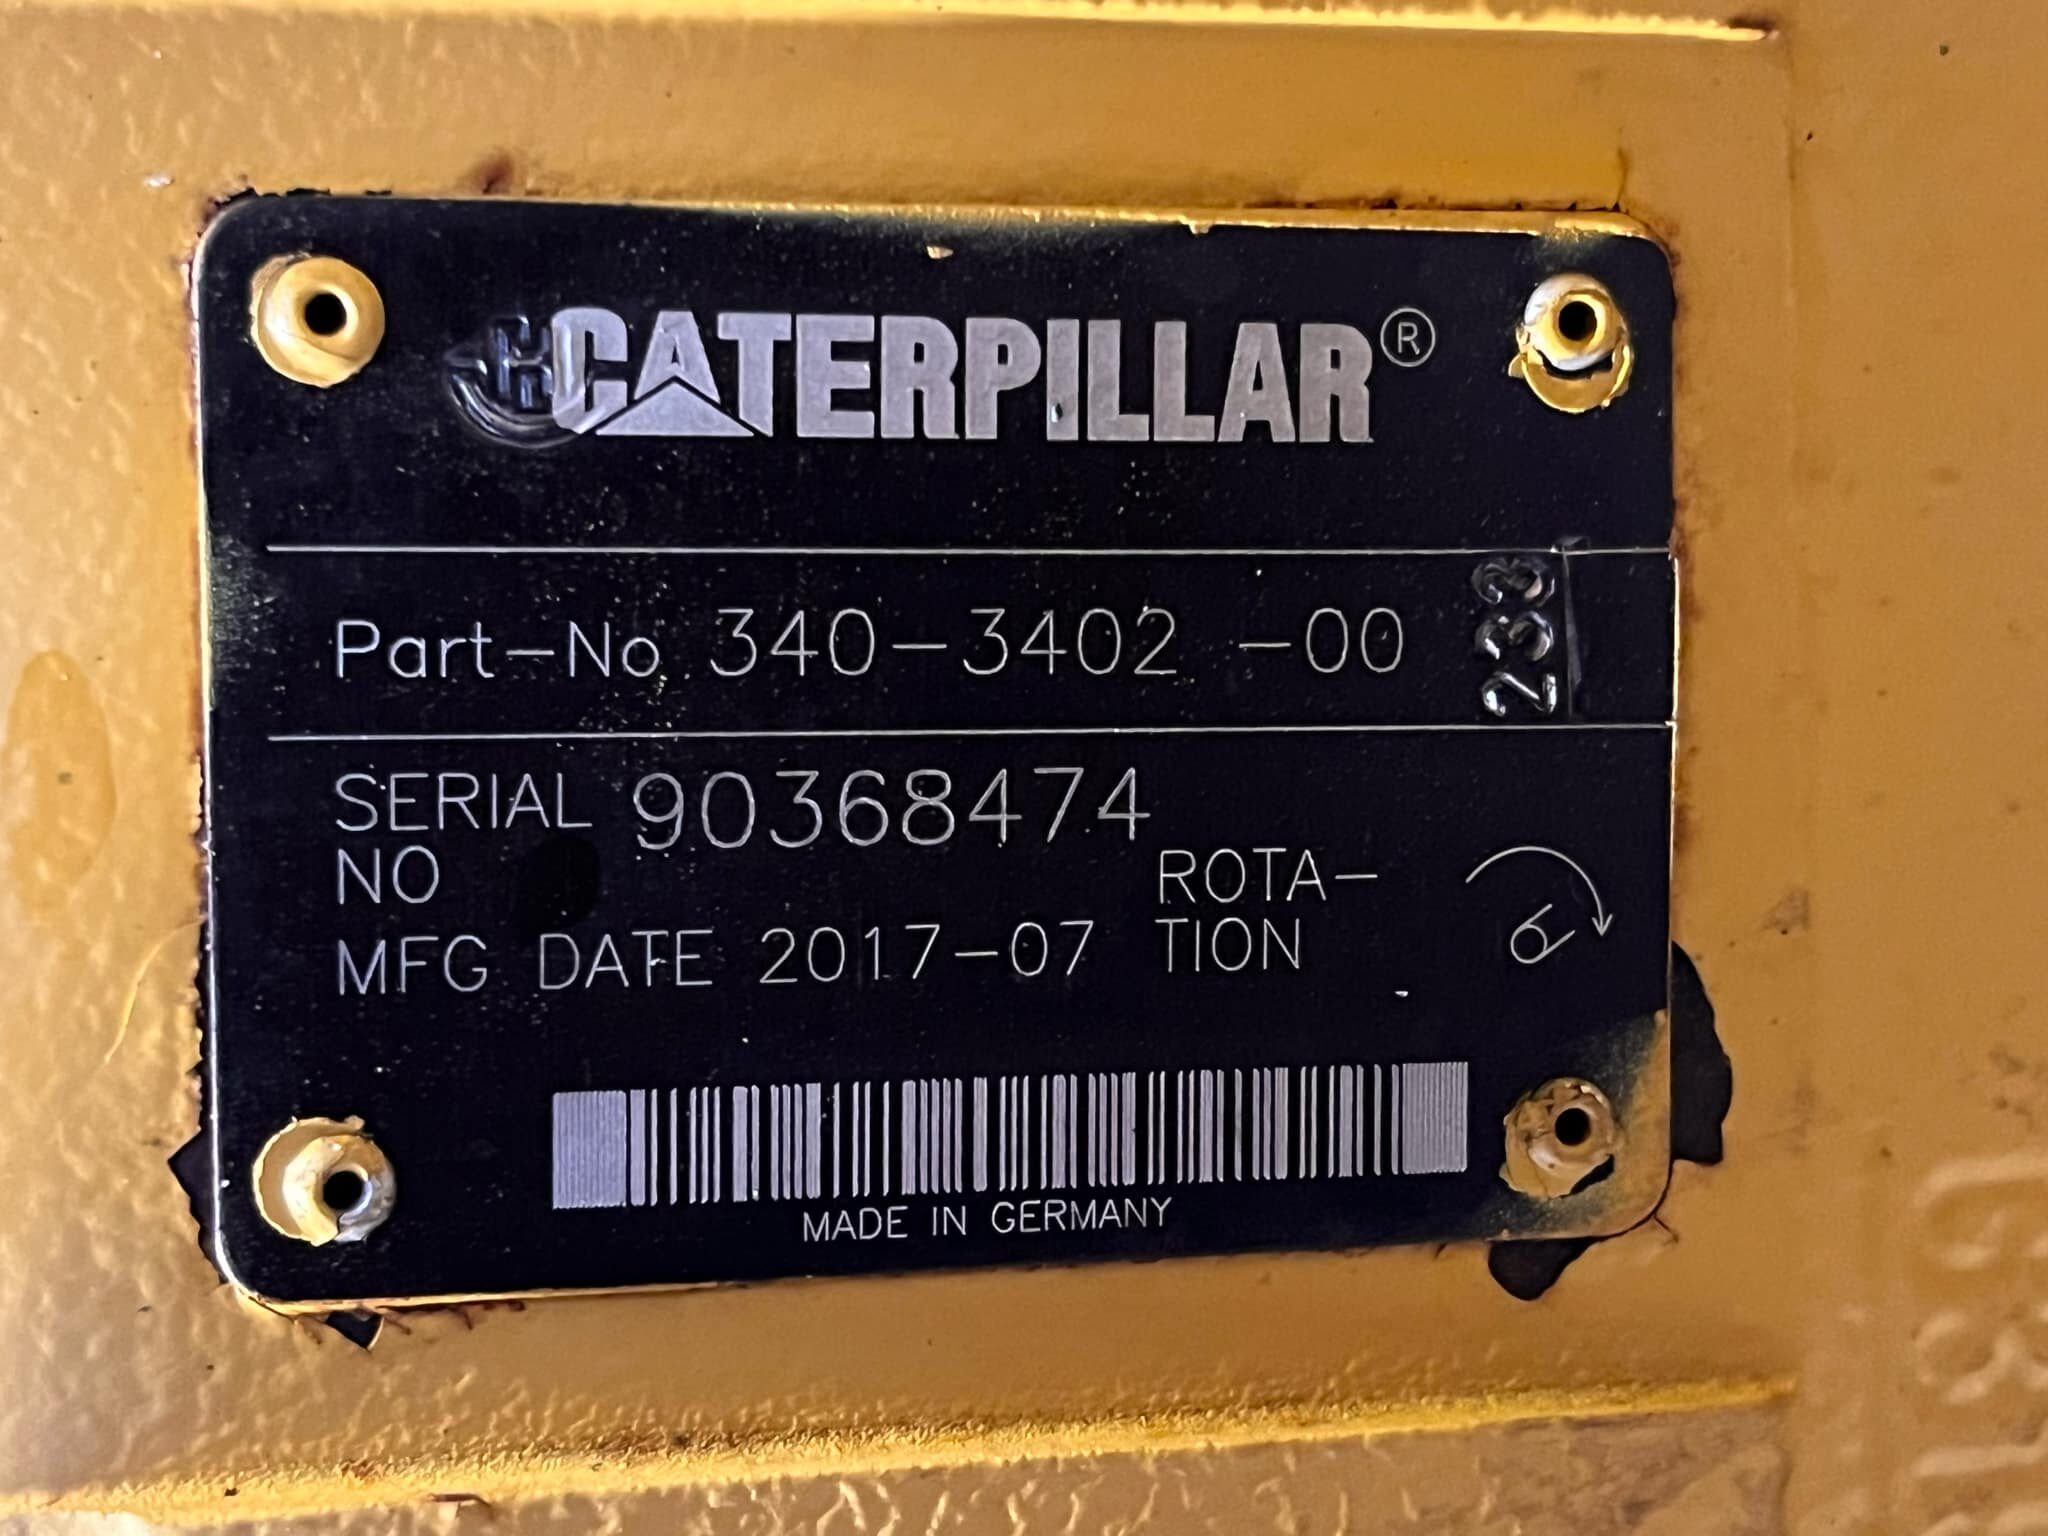 CATERPILLAR®
Part-No 340-3402 -00
233
SERIAL NO 90368474
MFG DATE 2017-07
ROTA-
TION
MADE IN GERMANY